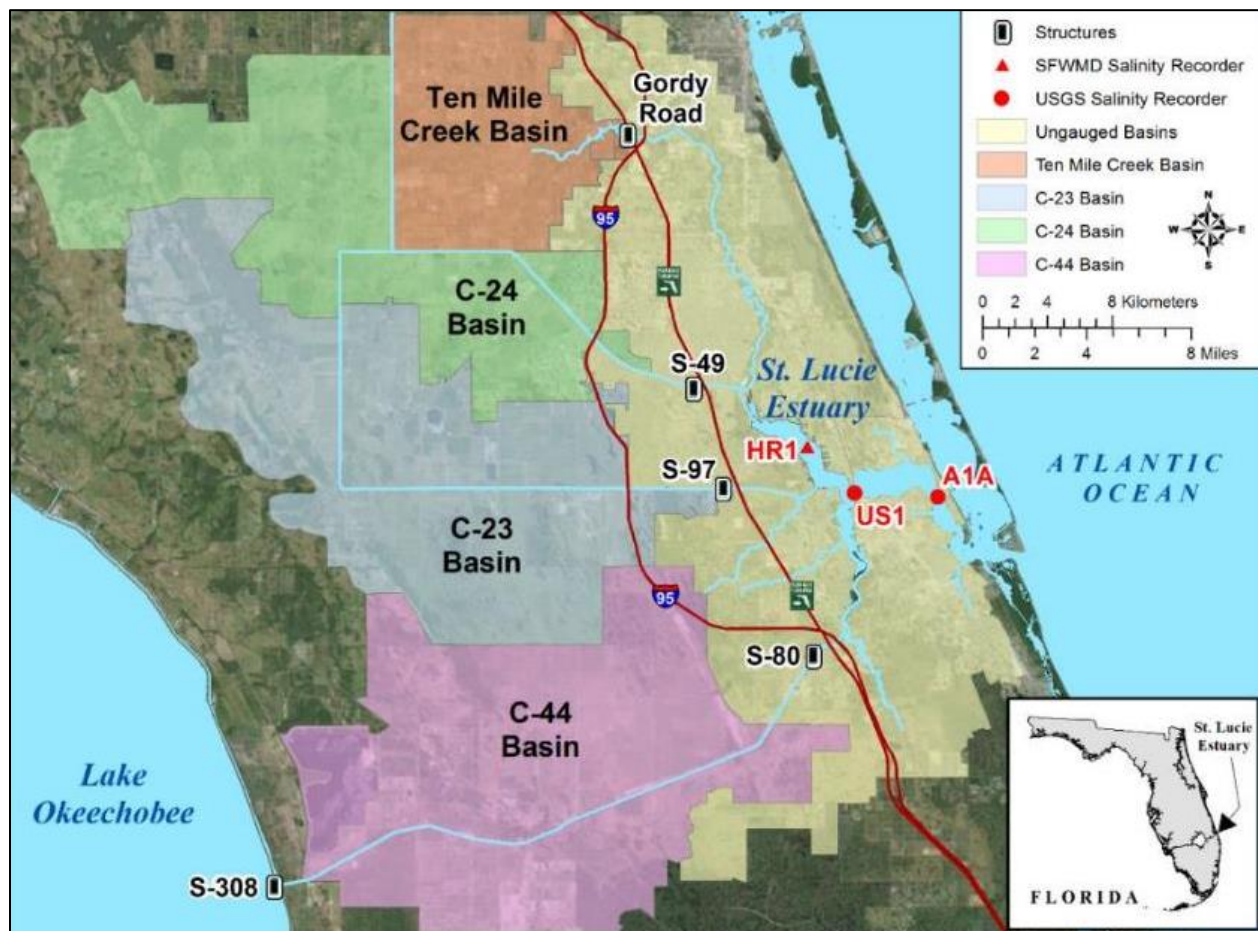 Structures
SFWMD Salinity Recorder
USGS Salinity Recorder
Ungauged Basins
Ten Mile Creek Basin
C-23 Basin
C-24 Basin
C-44 Basin
N
W
E
S
0 2 4 8 Kilometers
0 2 4 8 Miles
Ten Mile
Creek Basin
Gordy
Road
95
C-24
Basin
S-49
St. Lucie
Estuary
HR1
S-97
A1A
US1
ATLANTIC
OCEAN
C-23
Basin
95
S-80
C-44
Basin
Lake
Okeechobee
S-308
St. Lucie
Estuary
FLORIDA